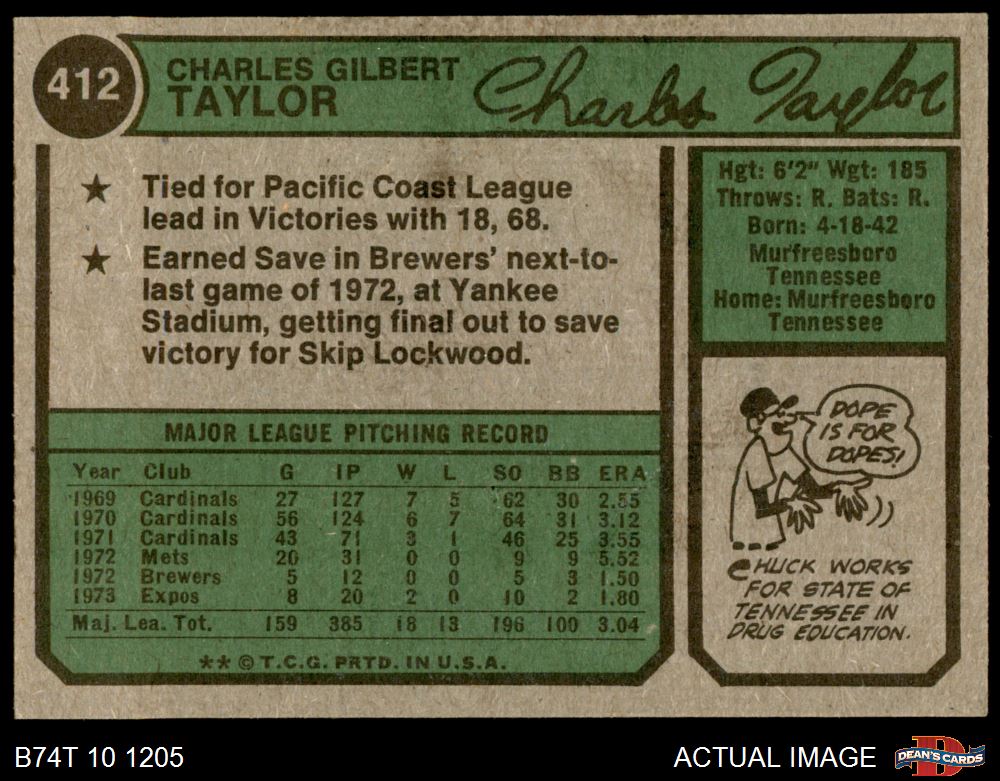 412
CHARLES GILBERT
TAYLOR
Charles Taylor
★ Tied for Pacific Coast League
lead in Victories with 18, 68.
★ Earned Save in Brewers' next-to-
last game of 1972, at Yankee
Stadium, getting final out to save
victory for Skip Lockwood.
Hgt: 6'2" Wgt: 185
Throws: R. Bats: R.
Born: 4-18-42
Murfreesboro
Tennessee
Home: Murfreesboro
Tennessee
MAJOR LEAGUE PITCHING RECORD
Year Club G IP W L SO BB ERA
1969 Cardinals 27 127 7 5 62 30 2.55
1970 Cardinals 56 124 6 7 64 31 3.12
1971 Cardinals 43 71 3 1 46 25 3.55
1972 Mets 20 31 0 0 9 9 5.52
1972 Brewers 5 12 0 0 5 3 1.50
1973 Expos 8 20 2 0 10 2 1.80
Maj. Lea. Tot. 159 385 18 13 196 100 3.04
** © T.C.G. PRTD. IN U.S.A.
DOPE
IS FOR
DOPES!
CHUCK WORKS
FOR STATE OF
TENNESSEE IN
DRUG EDUCATION.
B74T 10 1205
ACTUAL IMAGE
D
DEAN'S CARDS